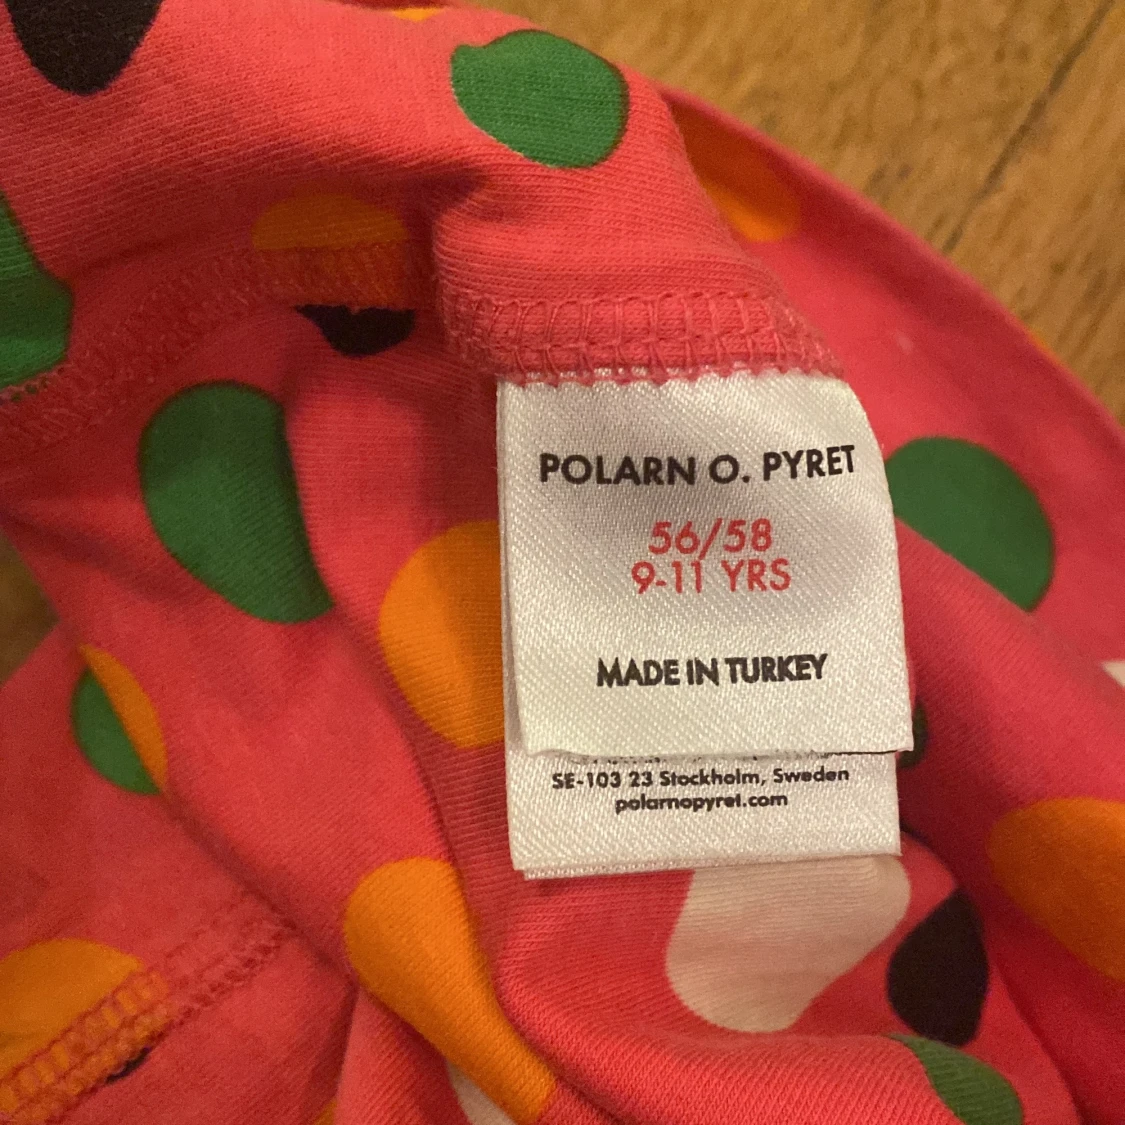 POLARN O. PYRET
56/58
9-11 YRS
MADE IN TURKEY
SE-103 23 Stockholm, Sweden
polarnopyret.com